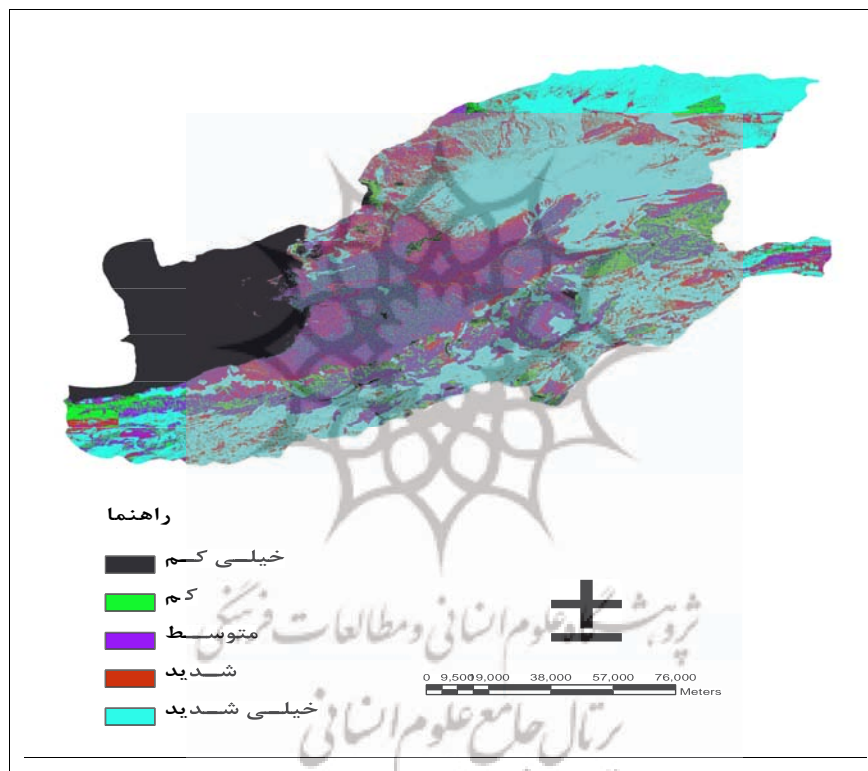 راهنما
خیلی کم
کم
متوسط
شدید
خیلی شدید
پژوهشگاه علوم انسانی و مطالعات فرهنگی
0 9,500 19,000 38,000 57,000 76,000
Meters
پرتال جامع علوم انسانی